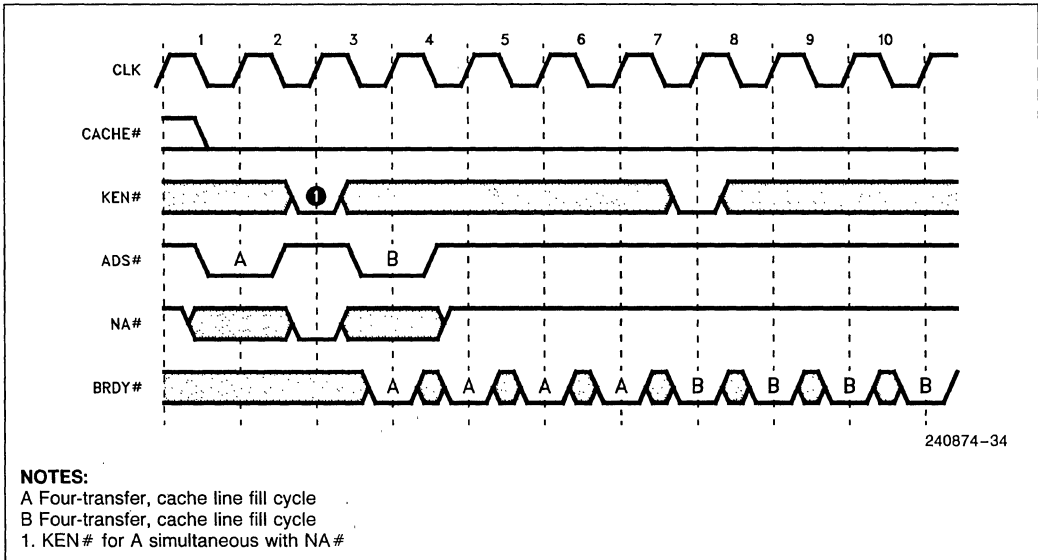 1 2 3 4 5 6 7 8 9 10
CLK
CACHE#
KEN# 1
ADS# A B
NA#
BRDY# A A A A B B B B
240874-34
NOTES:
A Four-transfer, cache line fill cycle
B Four-transfer, cache line fill cycle
1. KEN# for A simultaneous with NA#